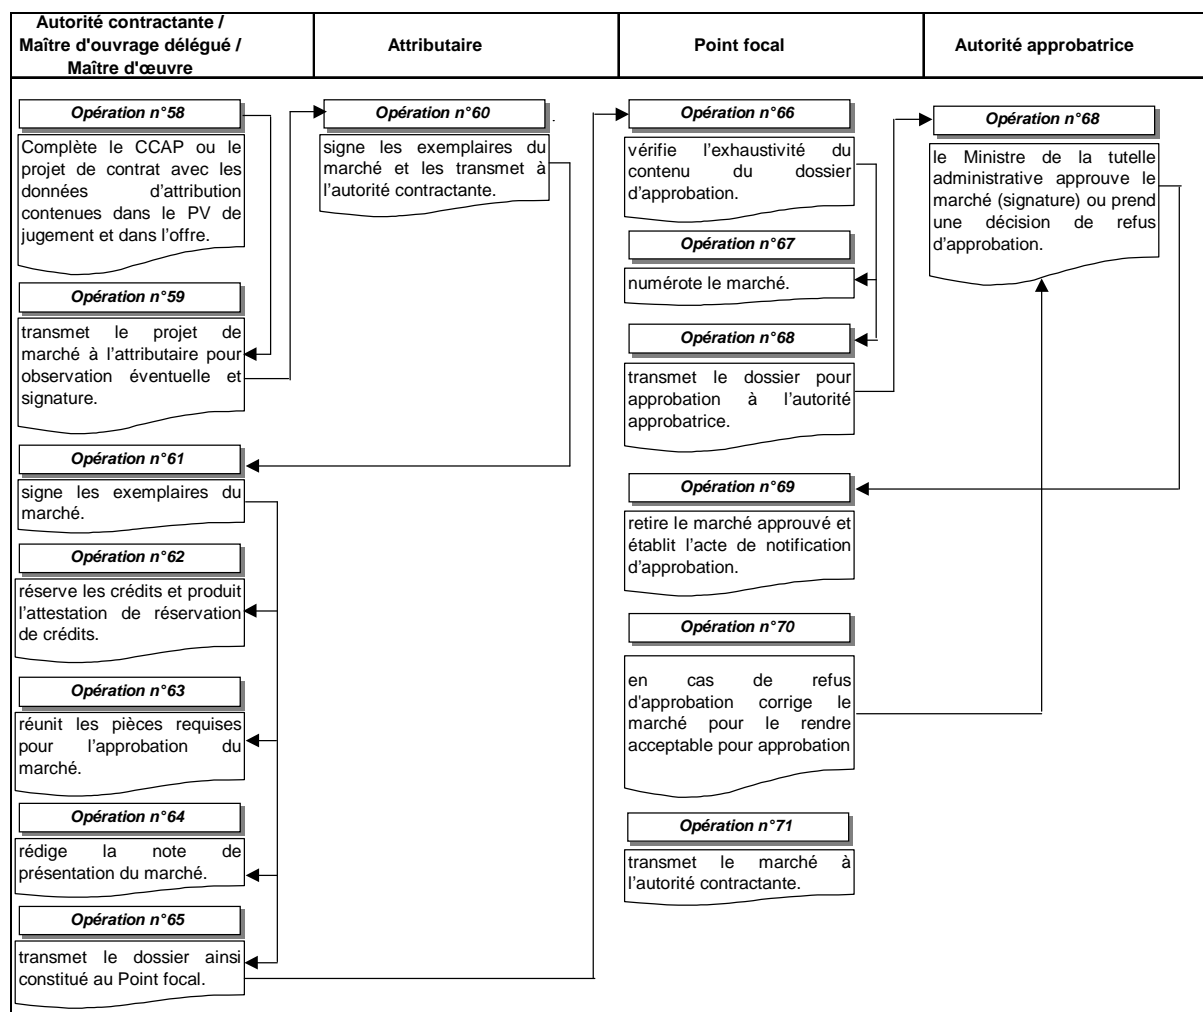 Autorité contractante /
Maître d'ouvrage délégué /
Maître d'œuvre
Attributaire
Point focal
Autorité approbatrice
Opération n°58
Complète le CCAP ou le
projet de contrat avec les
données d'attribution
contenues dans le PV de
jugement et dans l'offre.
Opération n°59
transmet le projet de
marché à l'attributaire pour
observation éventuelle et
signature.
Opération n°61
signe les exemplaires du
marché.
Opération n°62
réserve les crédits et produit
l'attestation de réservation
de crédits.
Opération n°63
réunit les pièces requises
pour l'approbation du
marché.
Opération n°64
rédige la note de
présentation du marché.
Opération n°65
transmet le dossier ainsi
constitué au Point focal.
Opération n°60
signe les exemplaires du
marché et les transmet à
l'autorité contractante.
Opération n°66
vérifie l'exhaustivité du
contenu du dossier
d'approbation.
Opération n°67
numérote le marché.
Opération n°68
transmet le dossier pour
approbation à l'autorité
approbatrice.
Opération n°69
retire le marché approuvé et
établit l'acte de notification
d'approbation.
Opération n°70
en cas de refus
d'approbation corrige le
marché pour le rendre
acceptable pour approbation
Opération n°71
transmet le marché à
l'autorité contractante.
Opération n°68
le Ministre de la tutelle
administrative approuve le
marché (signature) ou prend
une décision de refus
d'approbation.